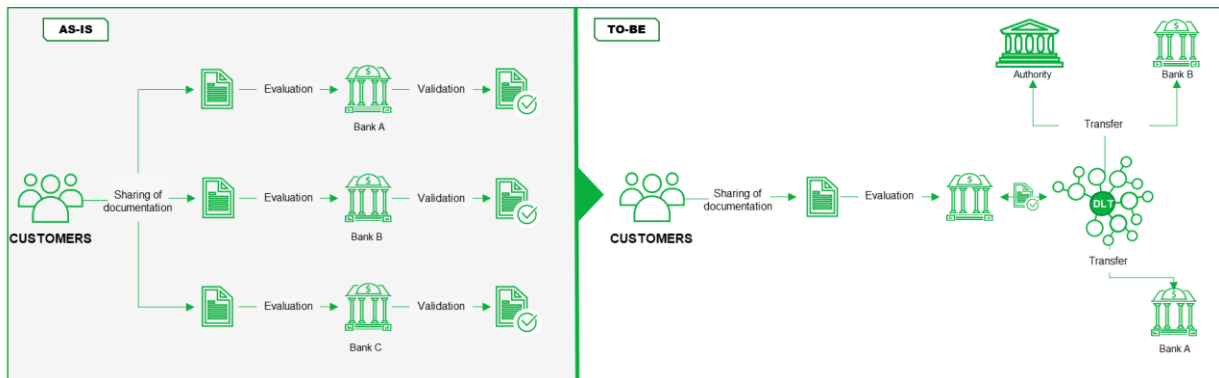 AS-IS
Evaluation
Validation
Bank A
CUSTOMERS
Sharing of
documentation
Evaluation
Validation
Bank B
Evaluation
Validation
Bank C
TO-BE
Authority
Bank B
Transfer
CUSTOMERS
Sharing of
documentation
Evaluation
DLT
Transfer
Bank A
$
$
$
$
$
$